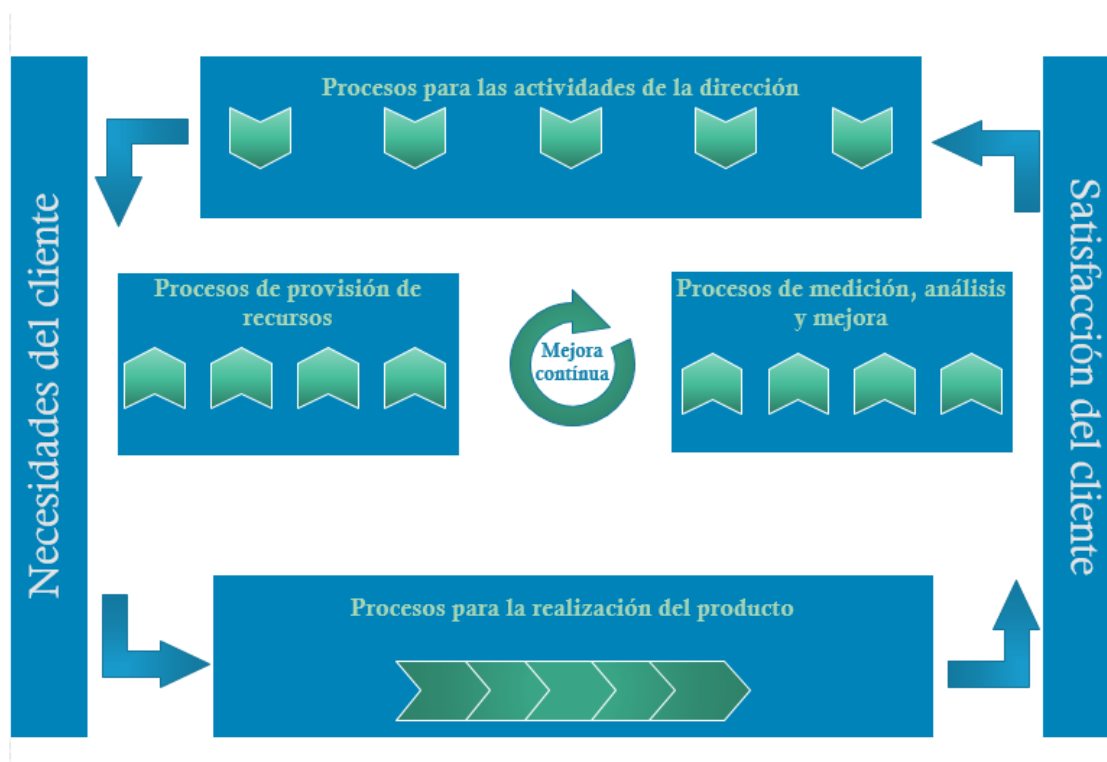 Necesidades del cliente
Procesos para las actividades de la dirección
Procesos de provisión de
recursos
Mejora
contínua
Procesos de medición, análisis
y mejora
Procesos para la realización del producto
Satisfacción del cliente